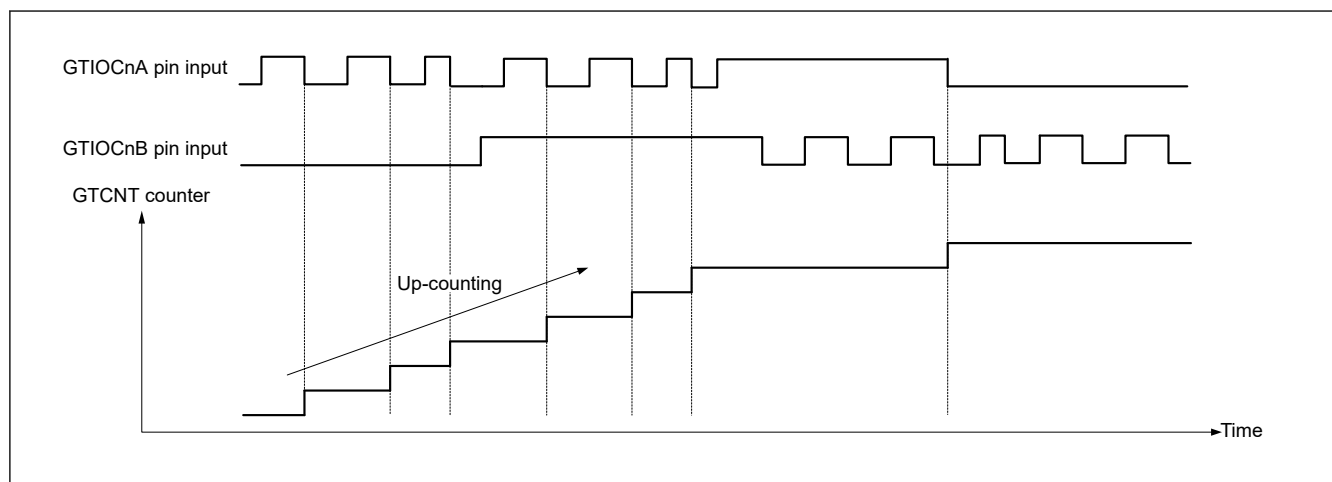 GTIOCnA pin input
GTIOCnB pin input
GTCNT counter
Up-counting
Time